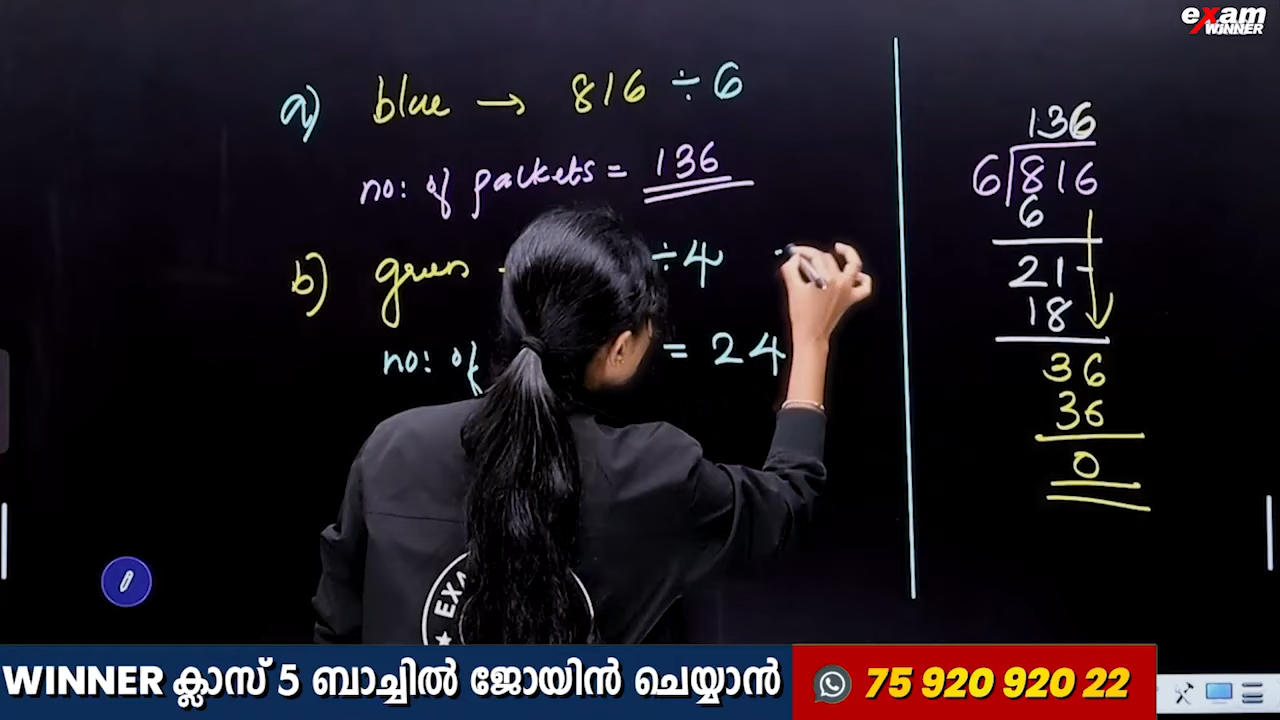 exam
WINNER
a) blue → 816 ÷ 6
no: of packets = 136
b) green ÷4
no: of = 24
136
6 816
6
21
18
36
36
0
EXA
WINNER ക്ലാസ് 5 ബാച്ചിൽ ജോയിൻ ചെയ്യാൻ
75 920 920 22